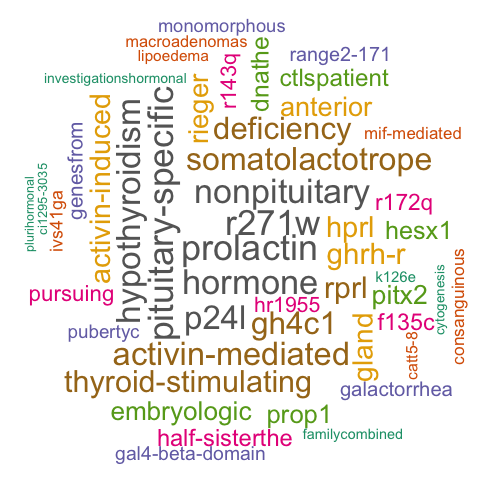 monomorphous
macroadenomas
lipoedema
range2-171
investigationshormonal
rieger
r143q
dnathe
ctlspatient
anterior
genesfrom
activin-induced
hypothyroidism
pituitary-specific
deficiency
mif-mediated
somatolactotrope
plurihormonal
ci1295-3035
ivs41ga
nonpituitary
r172q
r271w
hprl
hesx1
prolactin
ghrh-r
hormone
rprl
k126e
pitx2
cytogenesis
consanguinous
pursuing
hr1955
p24l
gh4c1
gland
f135c
pubertyc
activin-mediated
catt5-8
thyroid-stimulating
galactorrhea
embryologic
prop1
half-sisterthe
familycombined
gal4-beta-domain